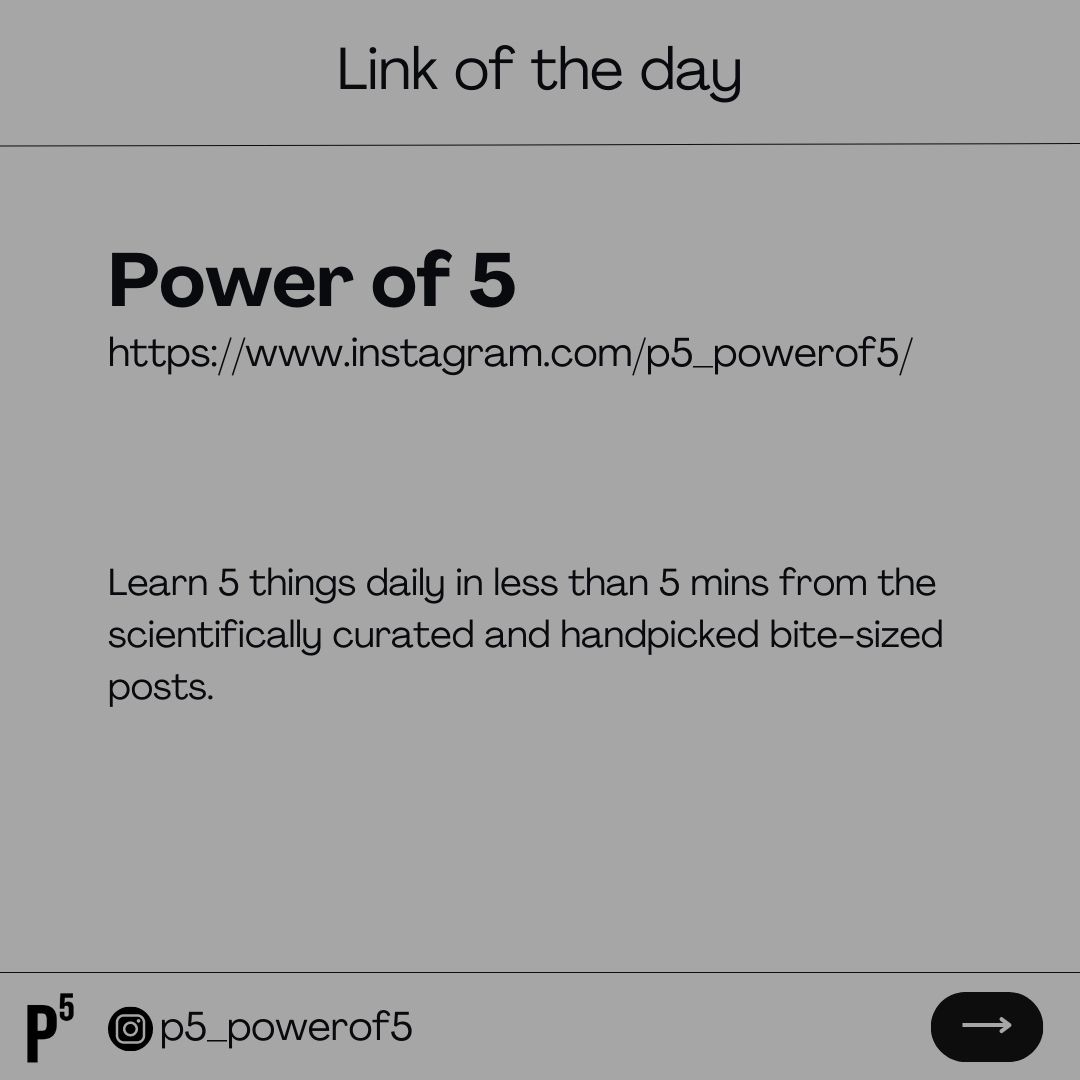 Link of the day
Power of 5
https://www.instagram.com/p5_powerof5/
Learn 5 things daily in less than 5 mins from the
scientifically curated and handpicked bite-sized
posts.
P5
p5_powerof5